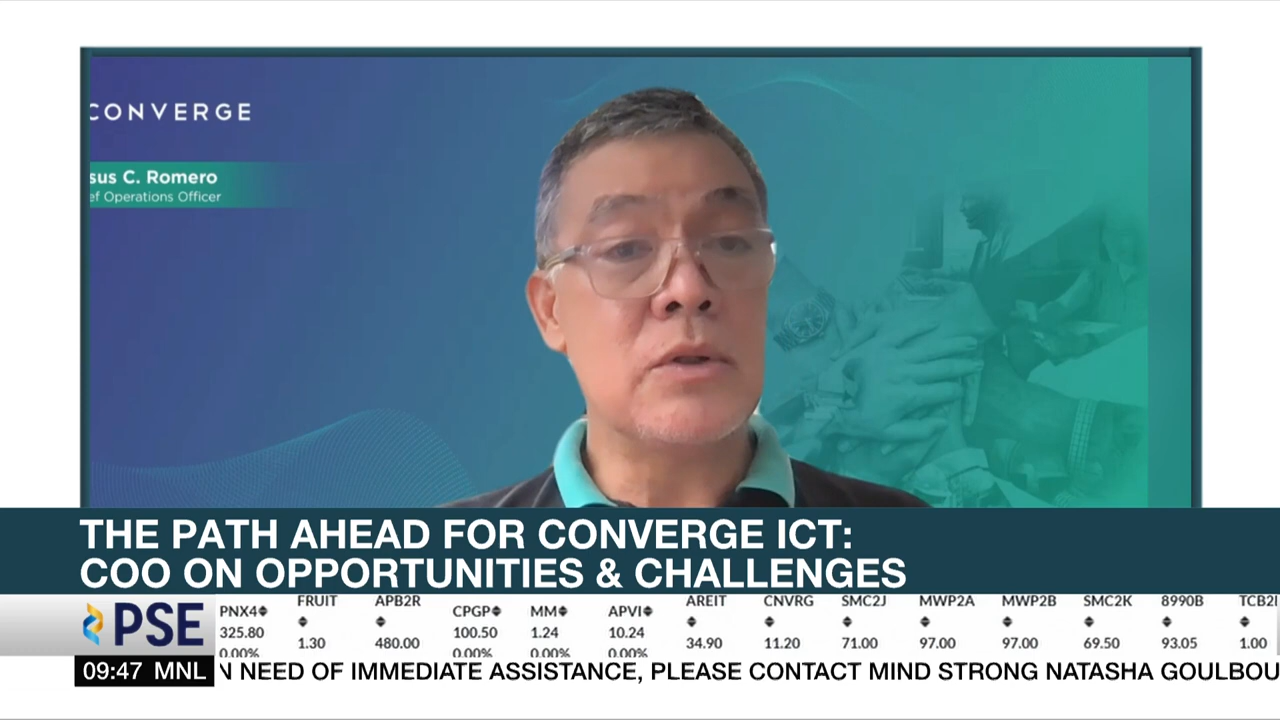 CONVERGE
sus C. Romero
ef Operations Officer
THE PATH AHEAD FOR CONVERGE ICT:
COO ON OPPORTUNITIES & CHALLENGES
PSE
PNX4 FRUIT APB2R CPGP MM APVI AREIT CNVRG SMC2J MWP2A MWP2B SMC2K 8990B TCB2
325.80 1.30 480.00 100.50 1.24 10.24 34.90 11.20 71.00 97.00 97.00 69.50 93.05 1.00
0.00% 0.00% 0.00% 0.00%
09:47 MNL N NEED OF IMMEDIATE ASSISTANCE, PLEASE CONTACT MIND STRONG NATASHA GOULBOU